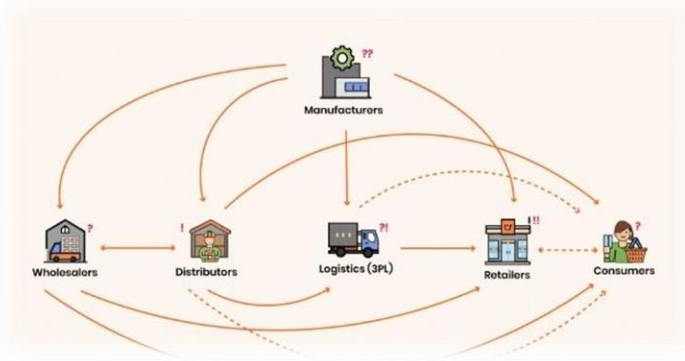 ??
Manufacturers
?
!
?!
!!
?
Wholesalers
Distributors
Logistics (3PL)
Retailers
Consumers